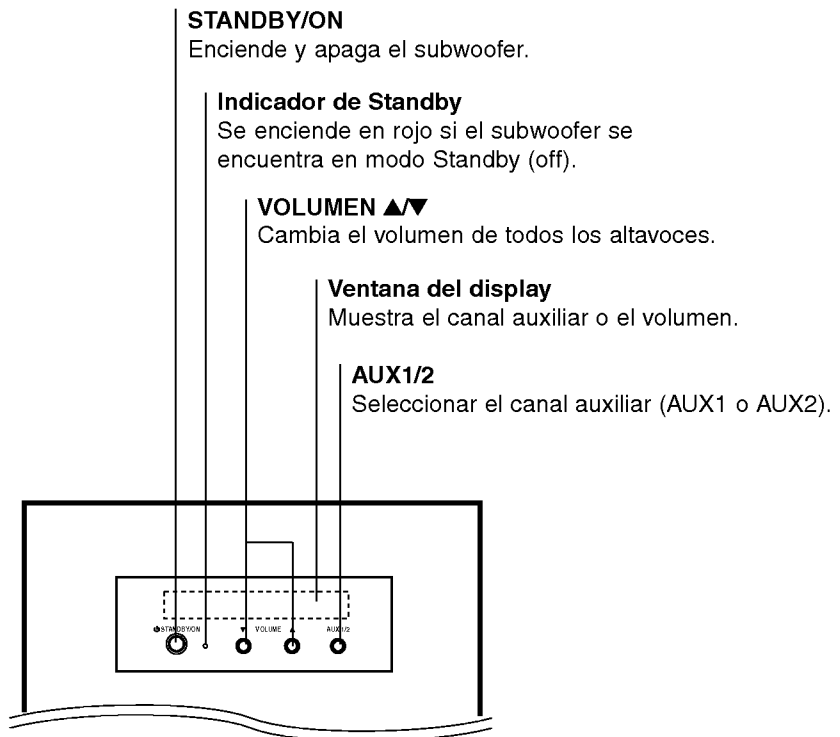 STANDBY/ON
Enciende y apaga el subwoofer.
Indicador de Standby
Se enciende en rojo si el subwoofer se
encuentra en modo Standby (off).
VOLUMEN ▲/▼
Cambia el volumen de todos los altavoces.
Ventana del display
Muestra el canal auxiliar o el volumen.
AUX1/2
Seleccionar el canal auxiliar (AUX1 o AUX2).
⏻STANDBY/ON ▼ VOLUME ▲ AUX1/2